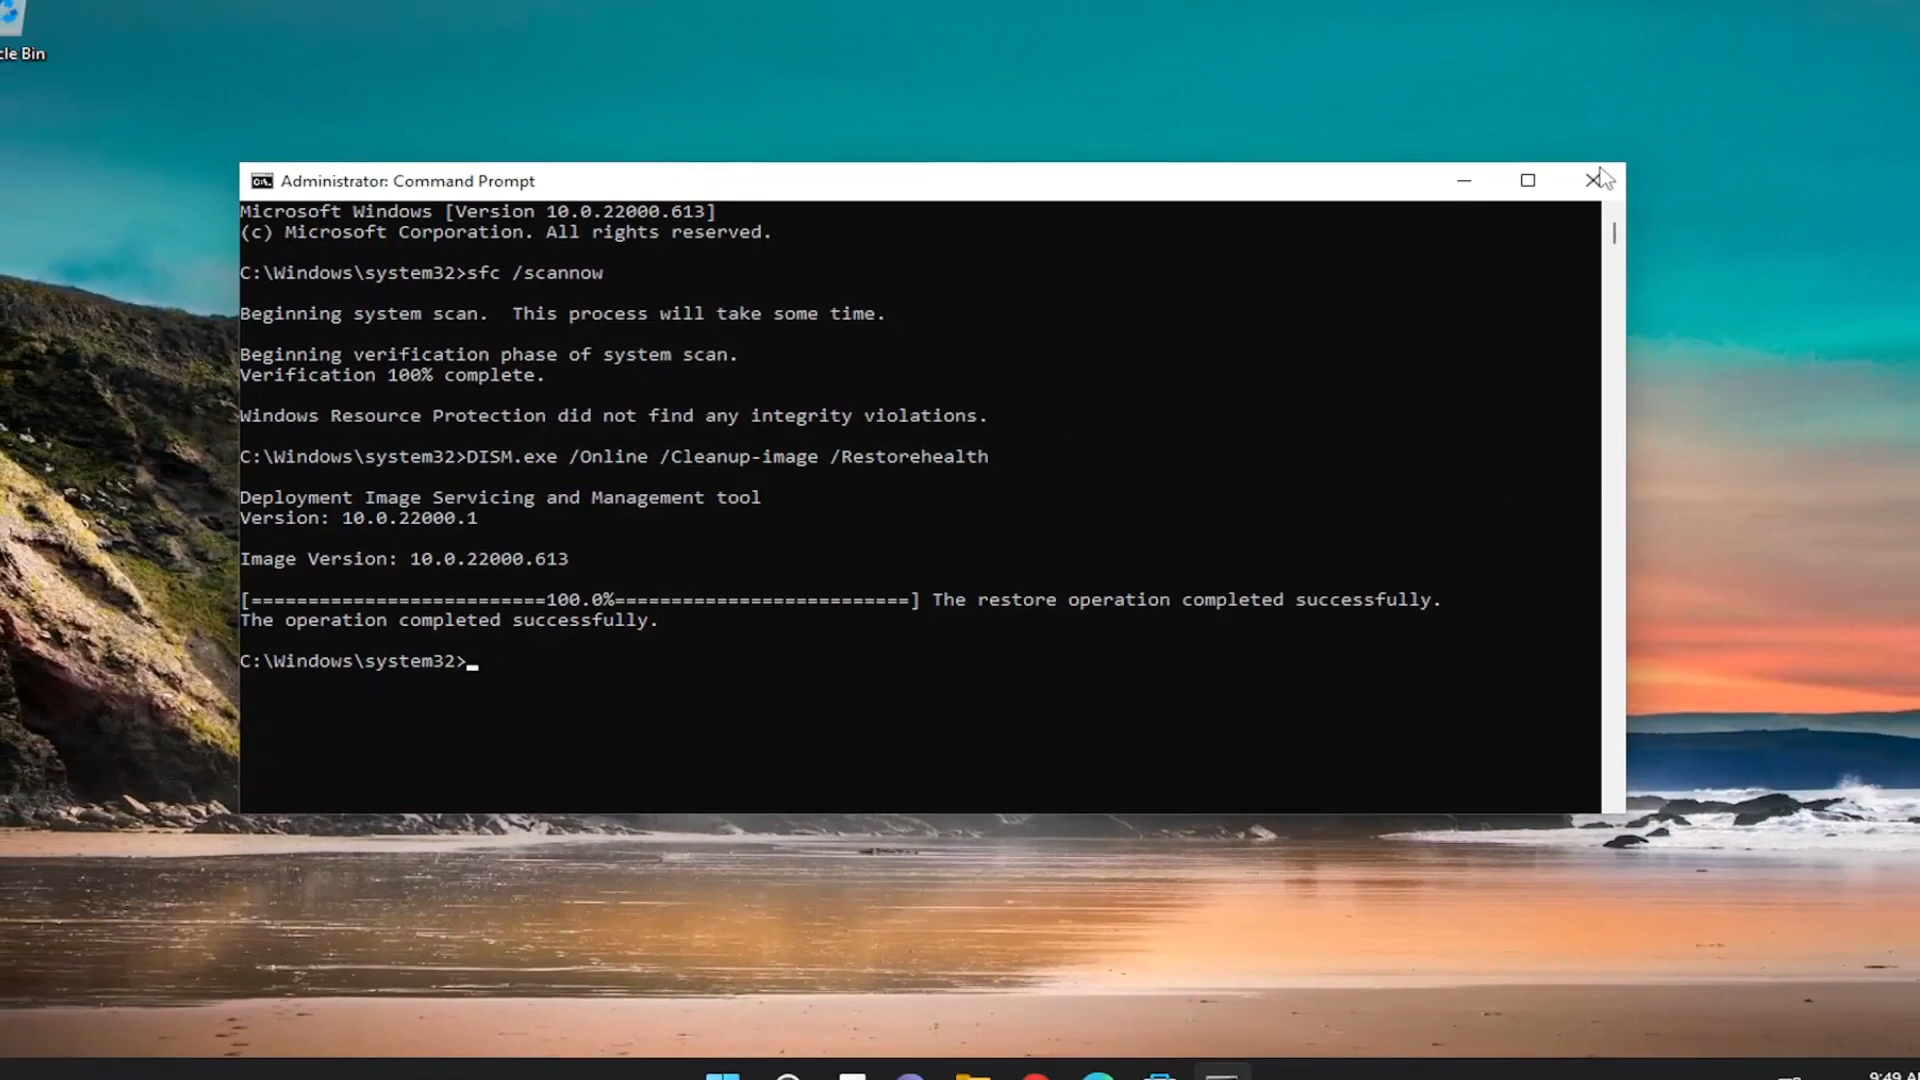 cle Bin
Administrator: Command Prompt
Microsoft Windows [Version 10.0.22000.613]
(c) Microsoft Corporation. All rights reserved.
C:\Windows\system32>sfc /scannow
Beginning system scan.  This process will take some time.
Beginning verification phase of system scan.
Verification 100% complete.
Windows Resource Protection did not find any integrity violations.
C:\Windows\system32>DISM.exe /Online /Cleanup-image /Restorehealth
Deployment Image Servicing and Management tool
Version: 10.0.22000.1
Image Version: 10.0.22000.613
[==========================100.0%==========================] The restore operation completed successfully.
The operation completed successfully.
C:\Windows\system32>
9:49 A